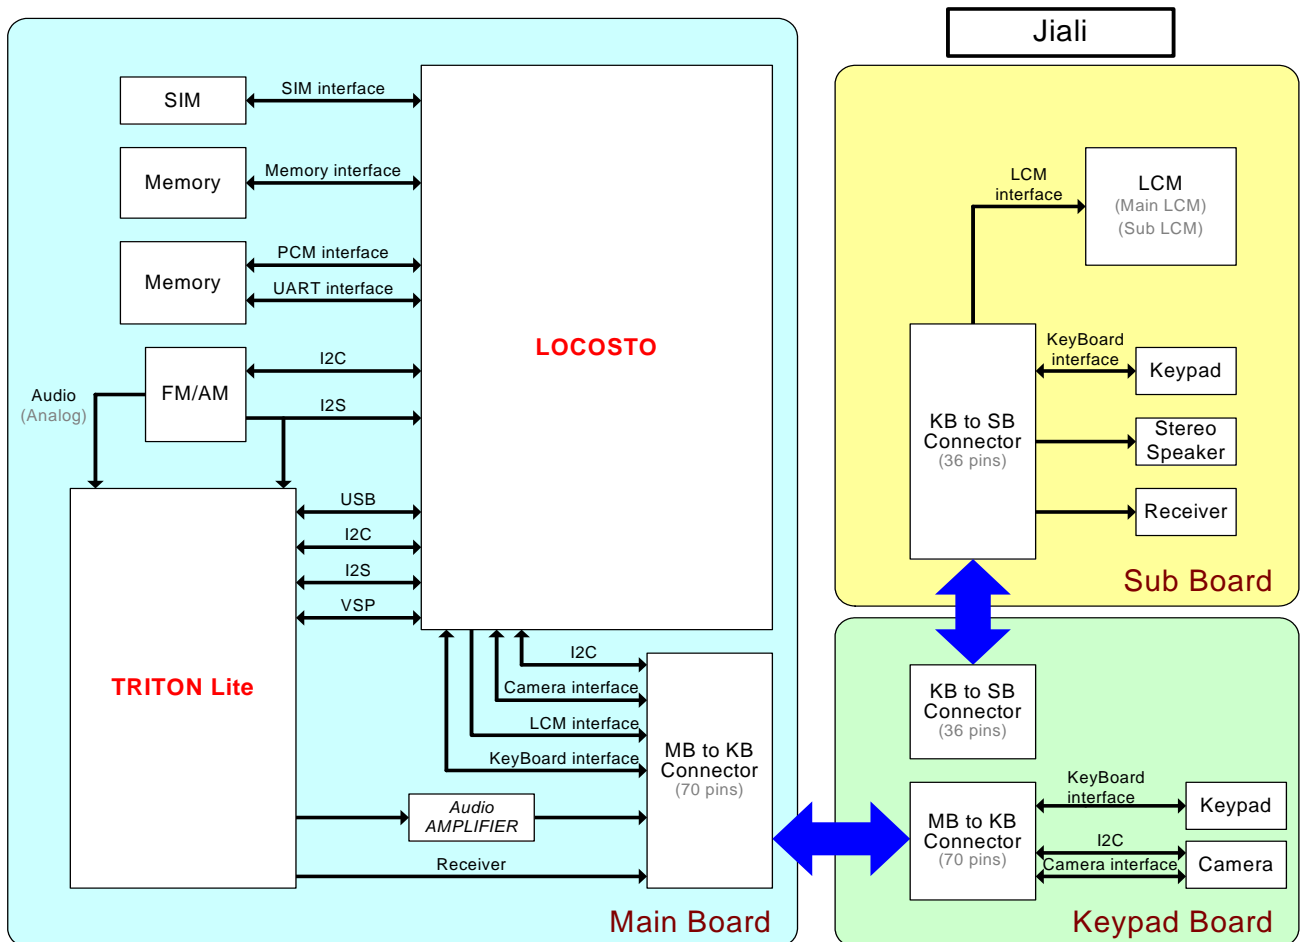 Jiali
SIM
SIM interface
Memory
Memory interface
Memory
PCM interface
UART interface
LOCOSTO
FM/AM
I2C
I2S
Audio
(Analog)
TRITON Lite
USB
I2C
I2S
VSP
I2C
Camera interface
LCM interface
KeyBoard interface
MB to KB
Connector
(70 pins)
Audio
AMPLIFIER
Receiver
Main Board
LCM
interface
LCM
(Main LCM)
(Sub LCM)
KB to SB
Connector
(36 pins)
KeyBoard
interface
Keypad
Stereo
Speaker
Receiver
Sub Board
KB to SB
Connector
(36 pins)
MB to KB
Connector
(70 pins)
KeyBoard
interface
Keypad
I2C
Camera interface
Camera
Keypad Board